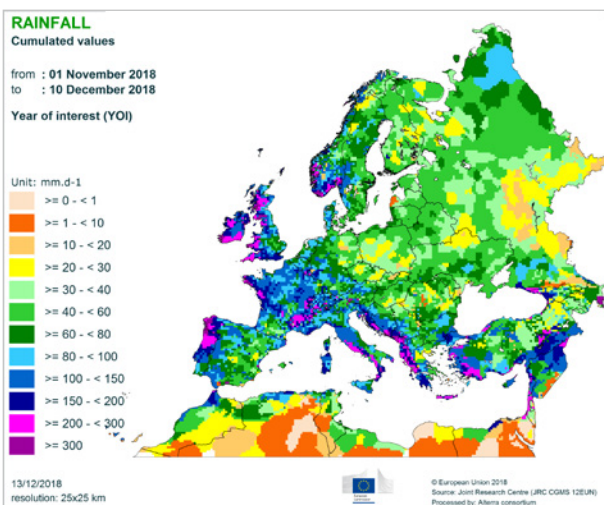 RAINFALL
Cumulated values
from : 01 November 2018
to : 10 December 2018
Year of interest (YOI)
Unit: mm.d-1
>= 0 - < 1
>= 1 - < 10
>= 10 - < 20
>= 20 - < 30
>= 30 - < 40
>= 40 - < 60
>= 60 - < 80
>= 80 - < 100
>= 100 - < 150
>= 150 - < 200
>= 200 - < 300
>= 300
13/12/2018
resolution: 25x25 km
© European Union 2018
Source: Joint Research Centre (JRC CGMS 12EUN)
Processed by: Alterra consortium